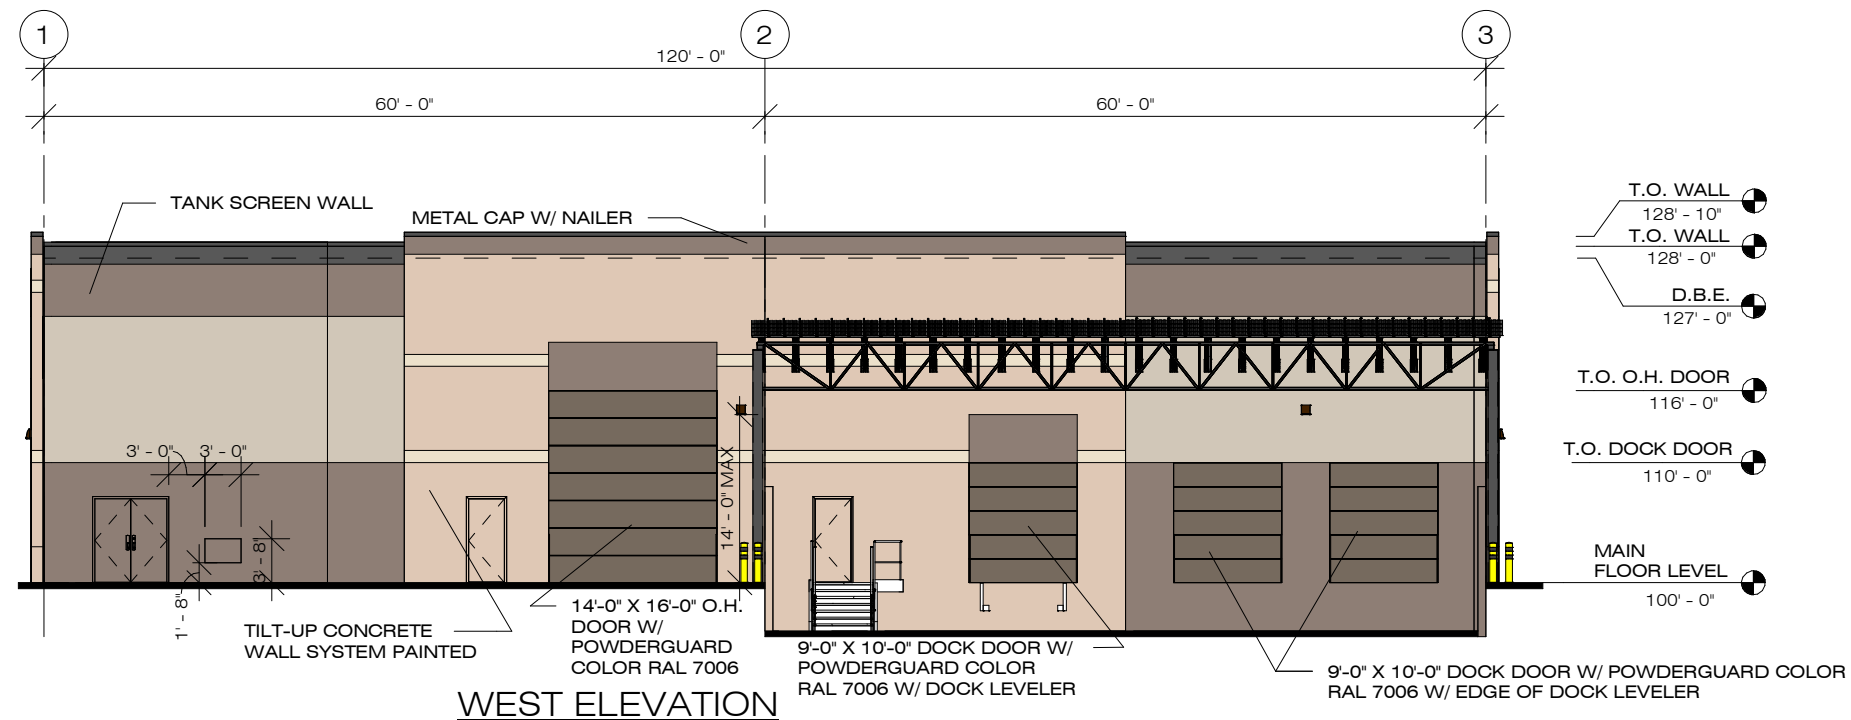 1
2
3
120' - 0"
60' - 0"
60' - 0"
TANK SCREEN WALL
METAL CAP W/ NAILER
T.O. WALL
128' - 10"
T.O. WALL
128' - 0"
D.B.E.
127' - 0"
T.O. O.H. DOOR
116' - 0"
T.O. DOCK DOOR
110' - 0"
MAIN
FLOOR LEVEL
100' - 0"
3' - 0"
3' - 0"
14' - 0" MAX
3' - 8"
1' - 8"
TILT-UP CONCRETE
WALL SYSTEM PAINTED
14'-0" X 16'-0" O.H.
DOOR W/
POWDERGUARD
COLOR RAL 7006
9'-0" X 10'-0" DOCK DOOR W/
POWDERGUARD COLOR
RAL 7006 W/ DOCK LEVELER
9'-0" X 10'-0" DOCK DOOR W/ POWDERGUARD COLOR
RAL 7006 W/ EDGE OF DOCK LEVELER
WEST ELEVATION